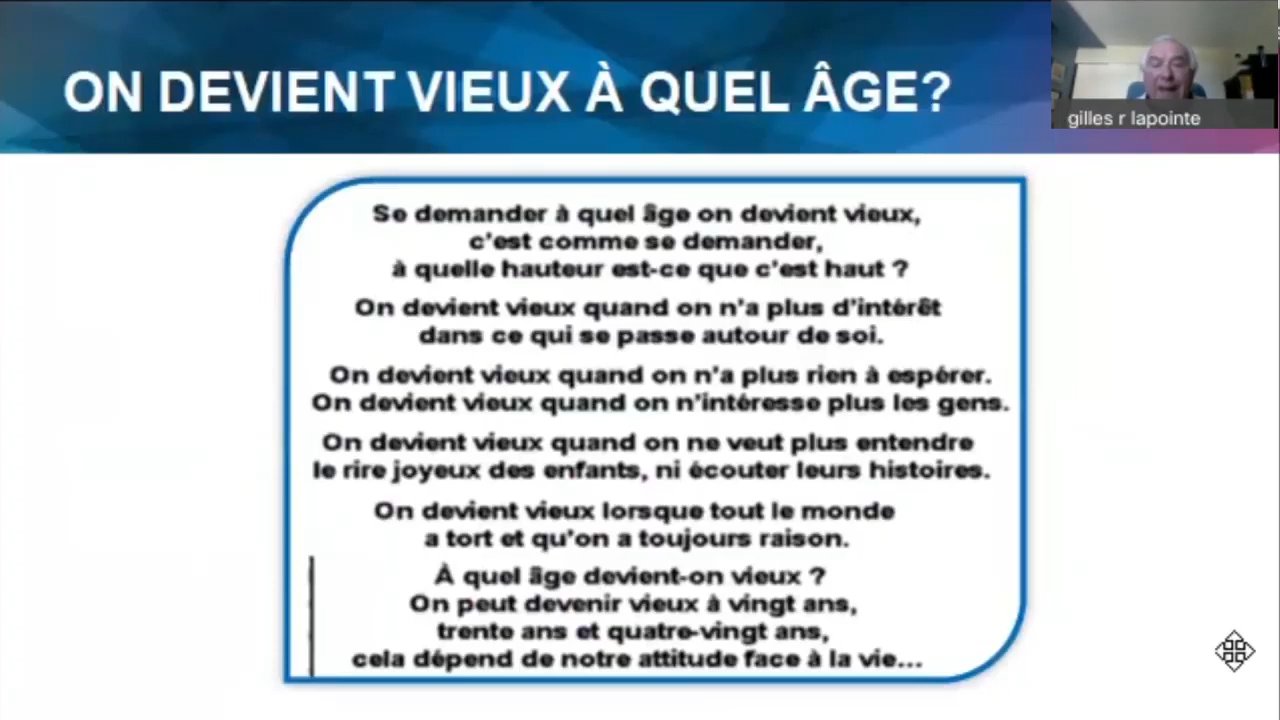 ON DEVIENT VIEUX À QUEL ÂGE?
gilles r lapointe
Se demander à quel âge on devient vieux,
c'est comme se demander,
à quelle hauteur est-ce que c'est haut ?
On devient vieux quand on n'a plus d'intérêt
dans ce qui se passe autour de soi.
On devient vieux quand on n'a plus rien à espérer.
On devient vieux quand on n'intéresse plus les gens.
On devient vieux quand on ne veut plus entendre
le rire joyeux des enfants, ni écouter leurs histoires.
On devient vieux lorsque tout le monde
a tort et qu'on a toujours raison.
À quel âge devient-on vieux ?
On peut devenir vieux à vingt ans,
trente ans et quatre-vingt ans,
cela dépend de notre attitude face à la vie...